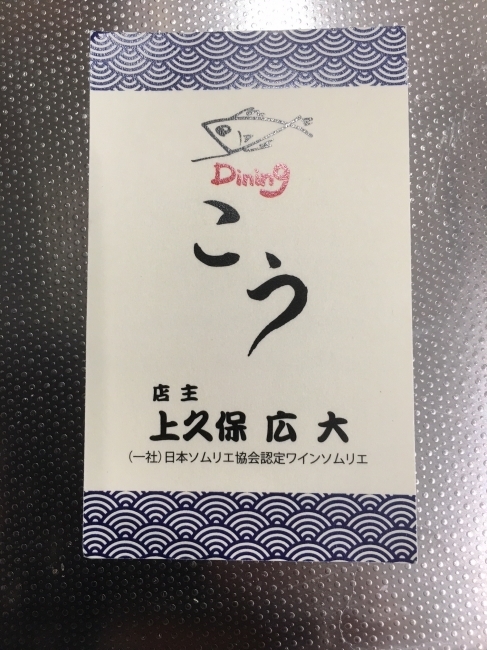 Dining
こう
店主
上久保 広 大
(一社)日本ソムリエ協会認定ワインソムリエ